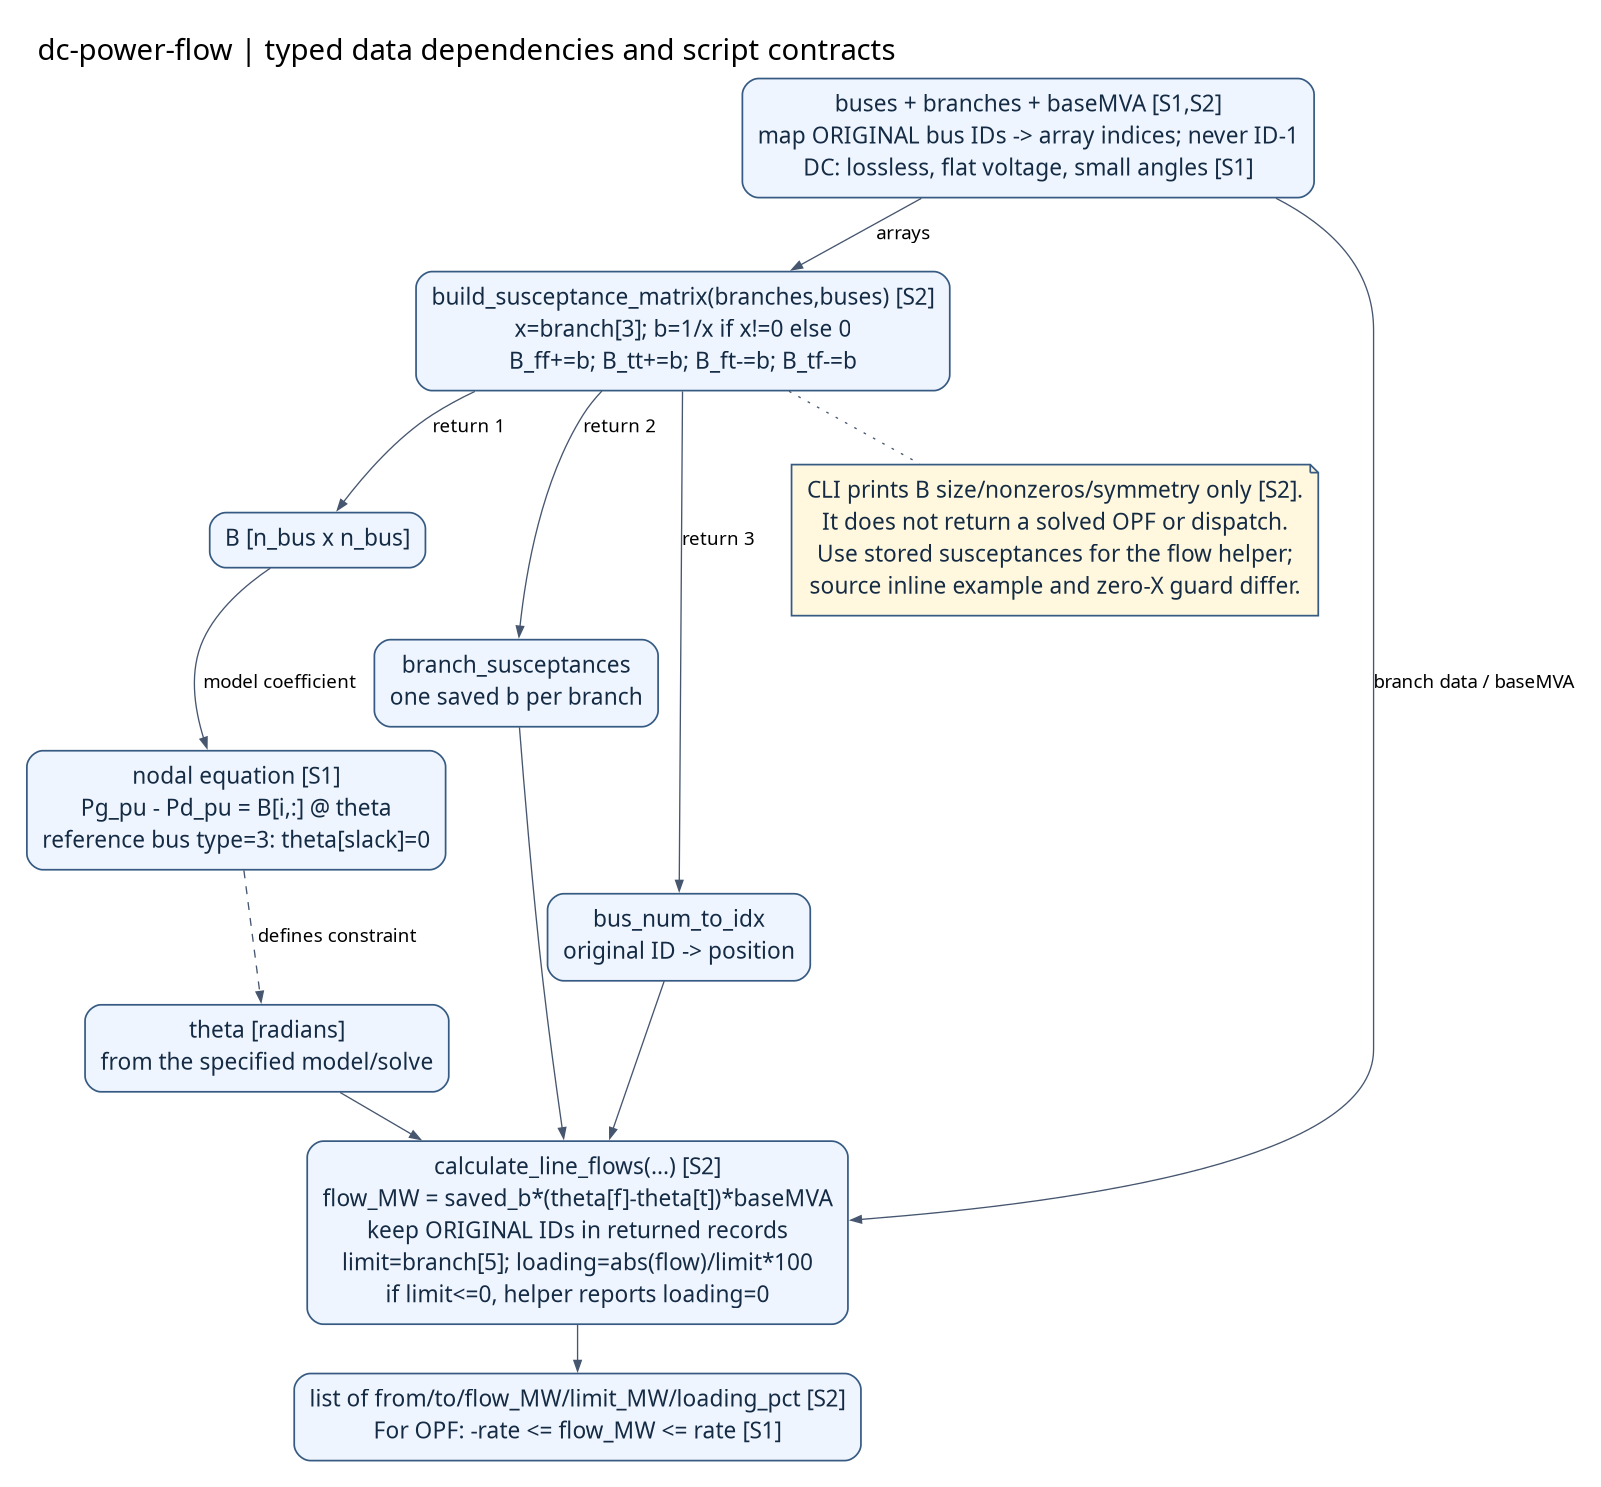 dc-power-flow | typed data dependencies and script contracts
buses + branches + baseMVA [S1,S2]
map ORIGINAL bus IDs -> array indices; never ID-1
DC: lossless, flat voltage, small angles [S1]
arrays
build_susceptance_matrix(branches,buses) [S2]
x=branch[3]; b=1/x if x!=0 else 0
B_ff+=b; B_tt+=b; B_ft-=b; B_tf-=b
return 1
return 2
return 3
CLI prints B size/nonzeros/symmetry only [S2].
It does not return a solved OPF or dispatch.
Use stored susceptances for the flow helper;
source inline example and zero-X guard differ.
B [n_bus x n_bus]
branch_susceptances
one saved b per branch
model coefficient
branch data / baseMVA
nodal equation [S1]
Pg_pu - Pd_pu = B[i,:] @ theta
reference bus type=3: theta[slack]=0
bus_num_to_idx
original ID -> position
defines constraint
theta [radians]
from the specified model/solve
calculate_line_flows(...) [S2]
flow_MW = saved_b*(theta[f]-theta[t])*baseMVA
keep ORIGINAL IDs in returned records
limit=branch[5]; loading=abs(flow)/limit*100
if limit<=0, helper reports loading=0
list of from/to/flow_MW/limit_MW/loading_pct [S2]
For OPF: -rate <= flow_MW <= rate [S1]